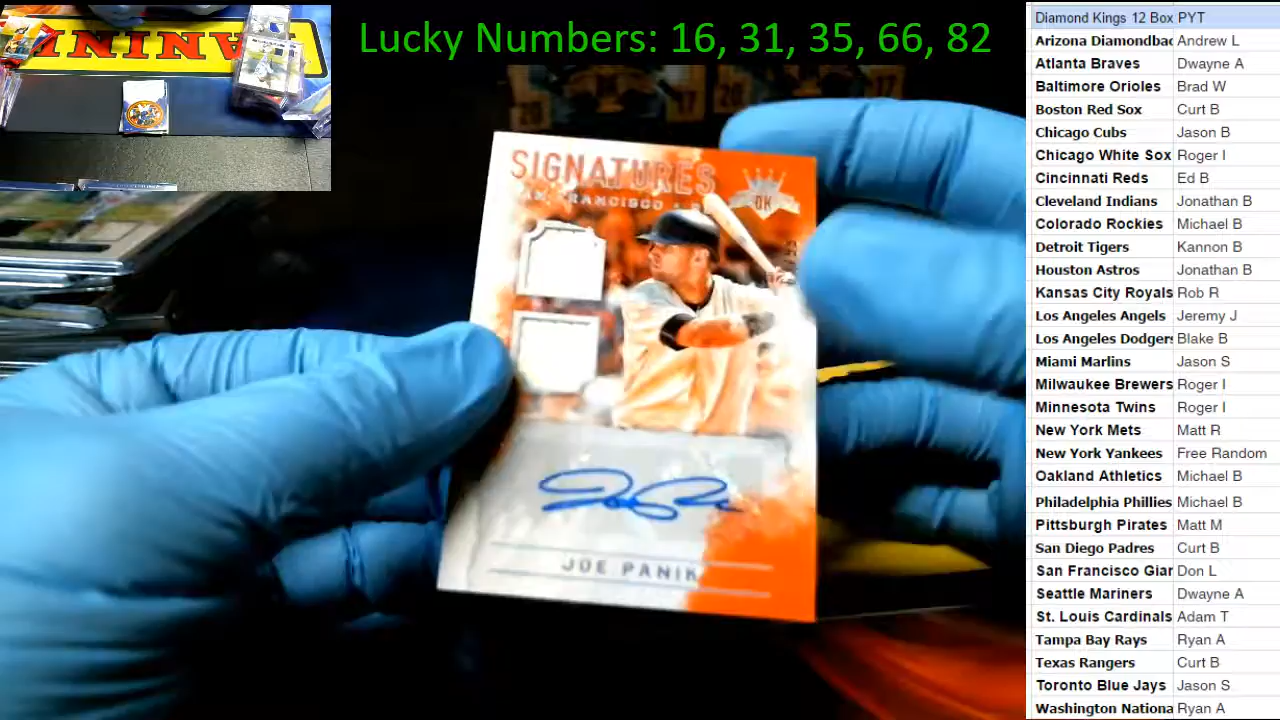 Lucky Numbers: 16, 31, 35, 66, 82
PANINI
SIGNATURES
FRANCISCO
DK
JOE PANIK
Diamond Kings 12 Box PYT
Arizona Diamondbac Andrew L
Atlanta Braves Dwayne A
Baltimore Orioles Brad W
Boston Red Sox Curt B
Chicago Cubs Jason B
Chicago White Sox Roger I
Cincinnati Reds Ed B
Cleveland Indians Jonathan B
Colorado Rockies Michael B
Detroit Tigers Kannon B
Houston Astros Jonathan B
Kansas City Royals Rob R
Los Angeles Angels Jeremy J
Los Angeles Dodgers Blake B
Miami Marlins Jason S
Milwaukee Brewers Roger I
Minnesota Twins Roger I
New York Mets Matt R
New York Yankees Free Random
Oakland Athletics Michael B
Philadelphia Phillies Michael B
Pittsburgh Pirates Matt M
San Diego Padres Curt B
San Francisco Gian Don L
Seattle Mariners Dwayne A
St. Louis Cardinals Adam T
Tampa Bay Rays Ryan A
Texas Rangers Curt B
Toronto Blue Jays Jason S
Washington Nationa Ryan A